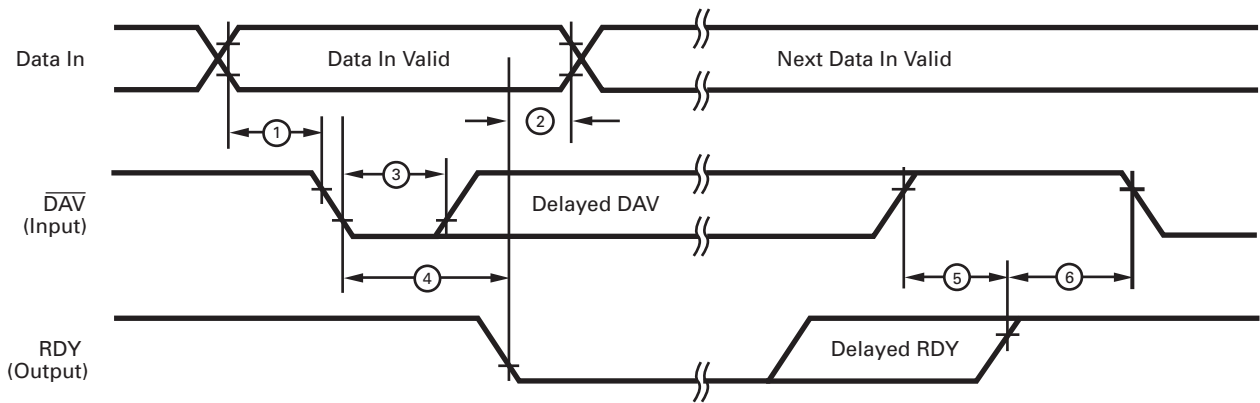 Data In
Data In Valid
Next Data In Valid
2
1
3
D̅A̅V̅
(Input)
Delayed DAV
4
5
6
RDY
(Output)
Delayed RDY